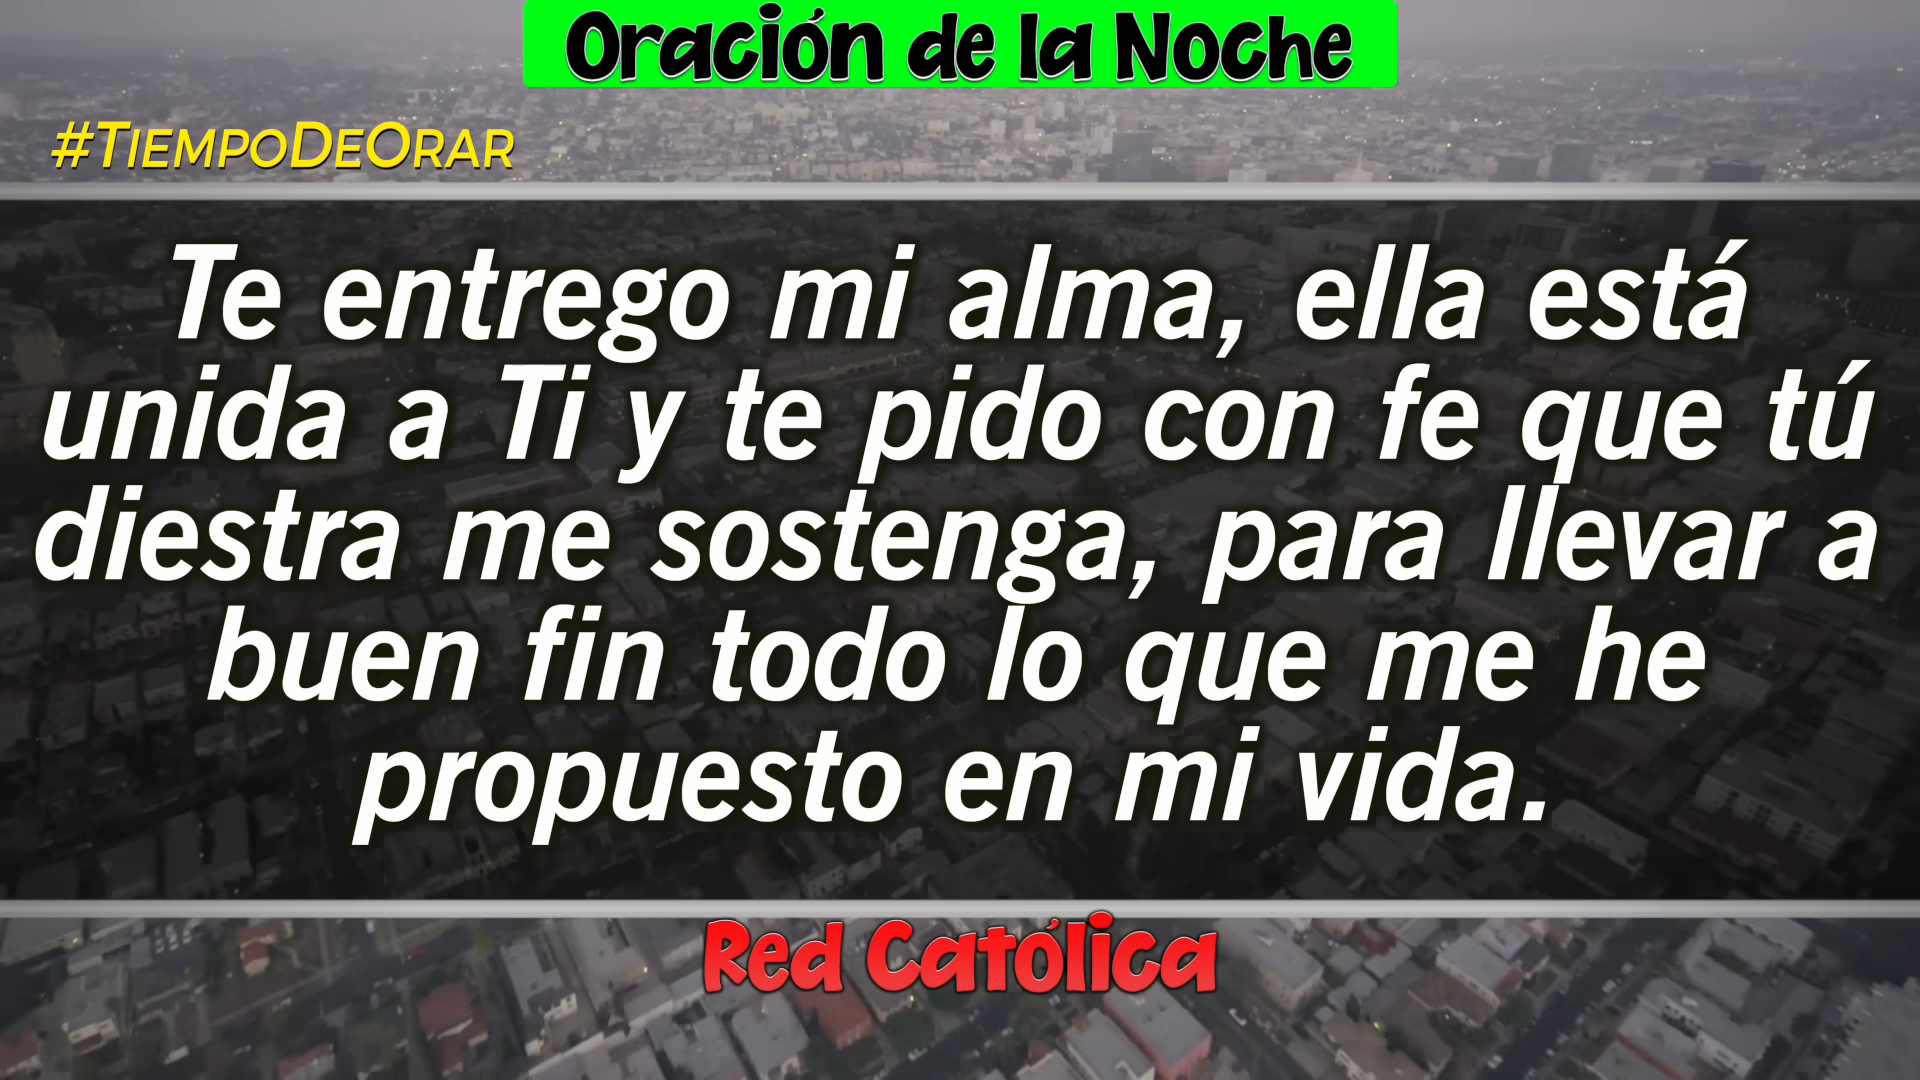 Oración de la Noche
#TiempoDeOrar
Te entrego mi alma, ella está
unida a Ti y te pido con fe que tú
diestra me sostenga, para llevar a
buen fin todo lo que me he
propuesto en mi vida.
Red Católica